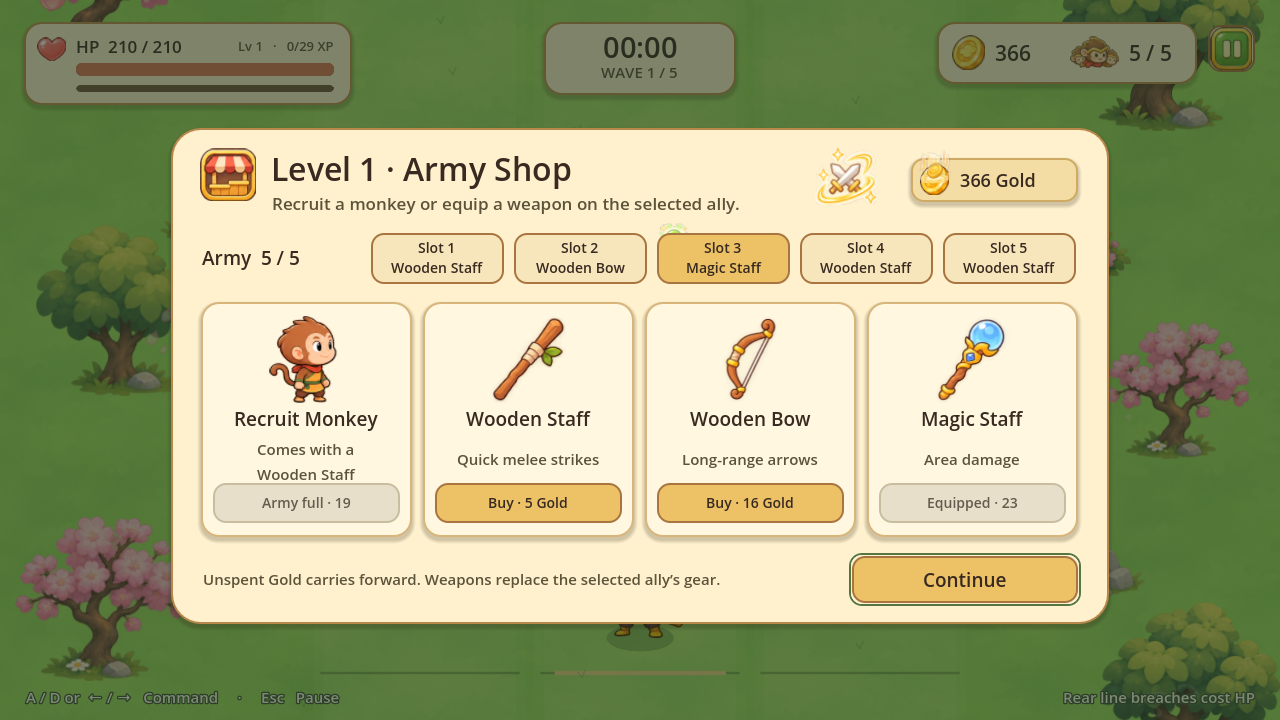 HP 210 / 210
Lv 1 · 0/29 XP
00:00
WAVE 1 / 5
366
5 / 5
Level 1 · Army Shop
Recruit a monkey or equip a weapon on the selected ally.
366 Gold
Army 5 / 5
Slot 1
Wooden Staff
Slot 2
Wooden Bow
Slot 3
Magic Staff
Slot 4
Wooden Staff
Slot 5
Wooden Staff
Recruit Monkey
Comes with a
Wooden Staff
Army full · 19
Wooden Staff
Quick melee strikes
Buy · 5 Gold
Wooden Bow
Long-range arrows
Buy · 16 Gold
Magic Staff
Area damage
Equipped · 23
Unspent Gold carries forward. Weapons replace the selected ally’s gear.
Continue
A / D or ← / → Command · Esc Pause
Rear line breaches cost HP